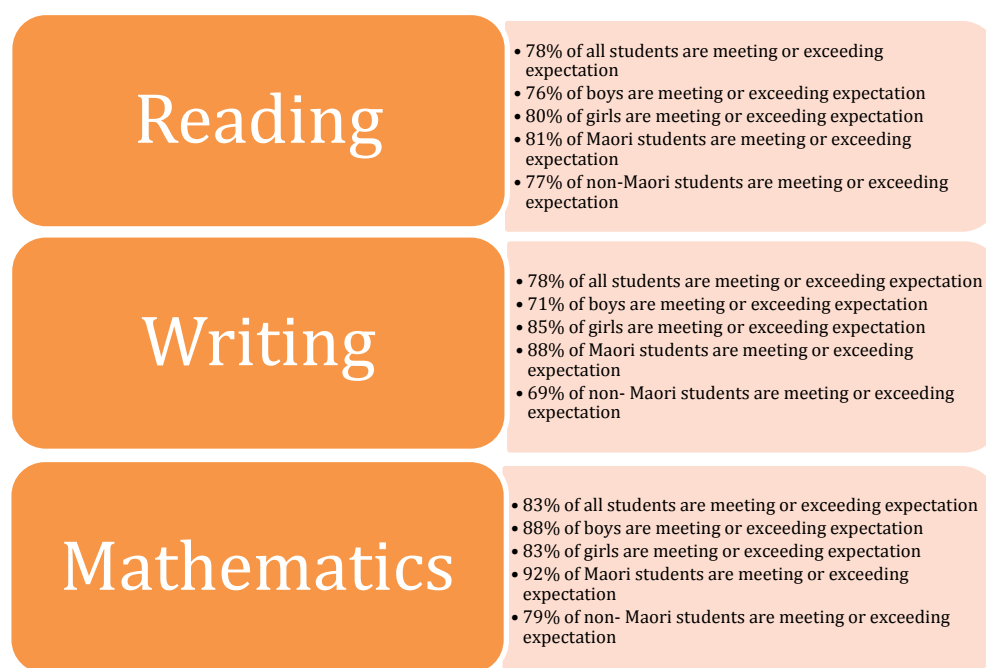 Reading
• 78% of all students are meeting or exceeding
expectation
• 76% of boys are meeting or exceeding expectation
• 80% of girls are meeting or exceeding expectation
• 81% of Maori students are meeting or exceeding
expectation
• 77% of non-Maori students are meeting or exceeding
expectation
Writing
• 78% of all students are meeting or exceeding expectation
• 71% of boys are meeting or exceeding expectation
• 85% of girls are meeting or exceeding expectation
• 88% of Maori students are meeting or exceeding
expectation
• 69% of non- Maori students are meeting or exceeding
expectation
Mathematics
• 83% of all students are meeting or exceeding expectation
• 88% of boys are meeting or exceeding expectation
• 83% of girls are meeting or exceeding expectation
• 92% of Maori students are meeting or exceeding
expectation
• 79% of non- Maori students are meeting or exceeding
expectation